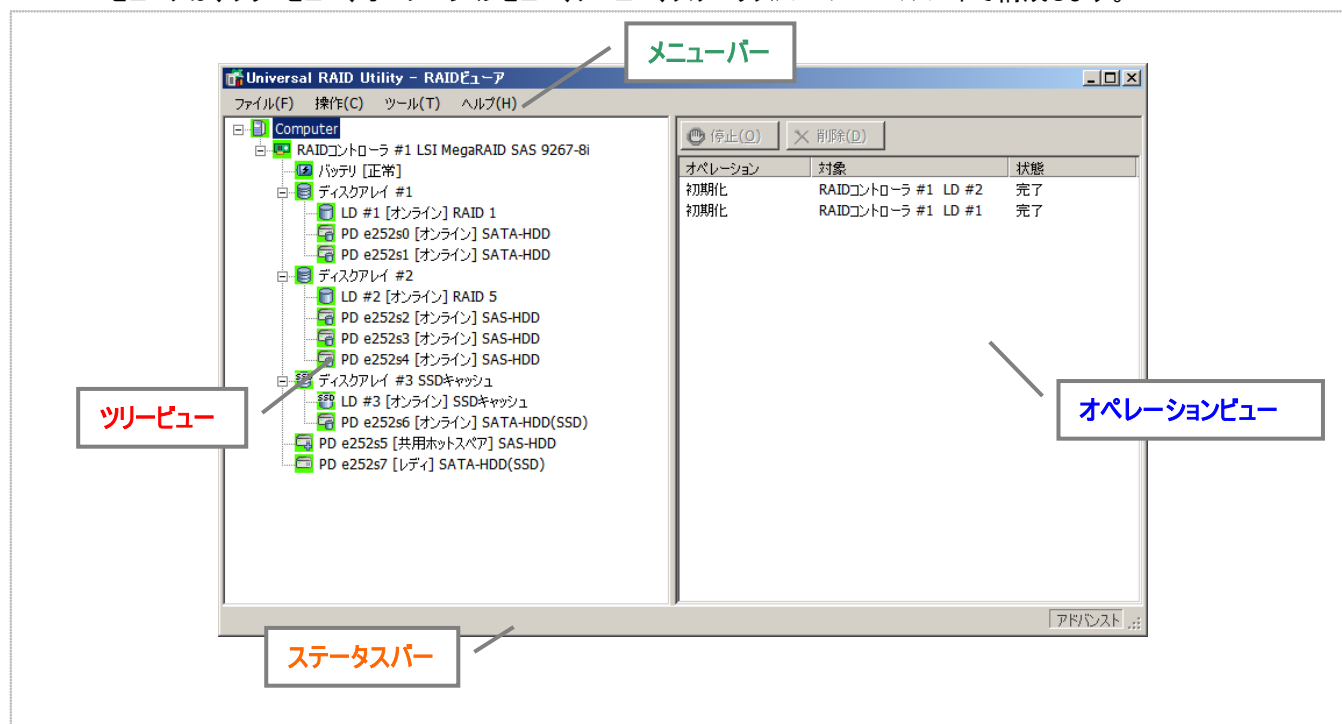 メニューバー
Universal RAID Utility - RAIDビューア
ファイル(F) 操作(C) ツール(T) ヘルプ(H)
Computer
RAIDコントローラ #1 LSI MegaRAID SAS 9267-8i
バッテリ [正常]
ディスクアレイ #1
LD #1 [オンライン] RAID 1
PD e252s0 [オンライン] SATA-HDD
PD e252s1 [オンライン] SATA-HDD
ディスクアレイ #2
LD #2 [オンライン] RAID 5
PD e252s2 [オンライン] SAS-HDD
PD e252s3 [オンライン] SAS-HDD
PD e252s4 [オンライン] SAS-HDD
ディスクアレイ #3 SSDキャッシュ
LD #3 [オンライン] SSDキャッシュ
PD e252s6 [オンライン] SATA-HDD(SSD)
PD e252s5 [共用ホットスペア] SAS-HDD
PD e252s7 [レディ] SATA-HDD(SSD)
停止(O) 削除(D)
オペレーション 対象 状態
初期化 RAIDコントローラ #1 LD #2 完了
初期化 RAIDコントローラ #1 LD #1 完了
ツリービュー
オペレーションビュー
アドバンスト
ステータスバー